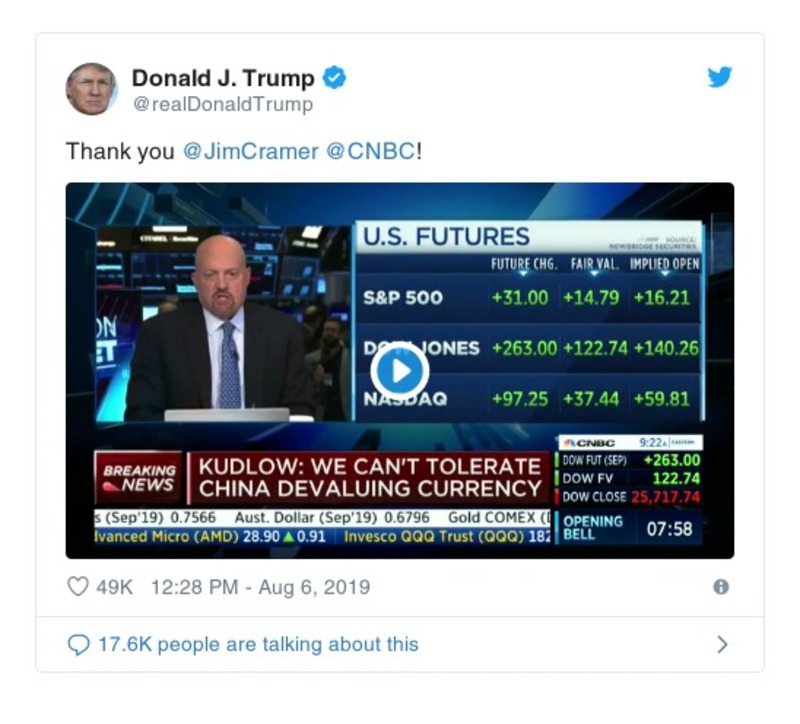 Donald J. Trump
@realDonaldTrump
Thank you @JimCramer @CNBC!
CITADEL Securities
ON
ET
U.S. FUTURES
SOURCE:
NEWBRIDGE SECURITIES
FUTURE CHG. FAIR VAL. IMPLIED OPEN
S&P 500 +31.00 +14.79 +16.21
DOW JONES +263.00 +122.74 +140.26
NASDAQ +97.25 +37.44 +59.81
BREAKING NEWS
KUDLOW: WE CAN'T TOLERATE
CHINA DEVALUING CURRENCY
CNBC 9:22A EASTERN
DOW FUT (SEP) +263.00
DOW FV 122.74
DOW CLOSE 25,717.74
s (Sep'19) 0.7566 Aust. Dollar (Sep'19) 0.6796 Gold COMEX (
lvanced Micro (AMD) 28.90 ▲ 0.91 Invesco QQQ Trust (QQQ) 182
OPENING BELL 07:58
49K 12:28 PM - Aug 6, 2019
17.6K people are talking about this